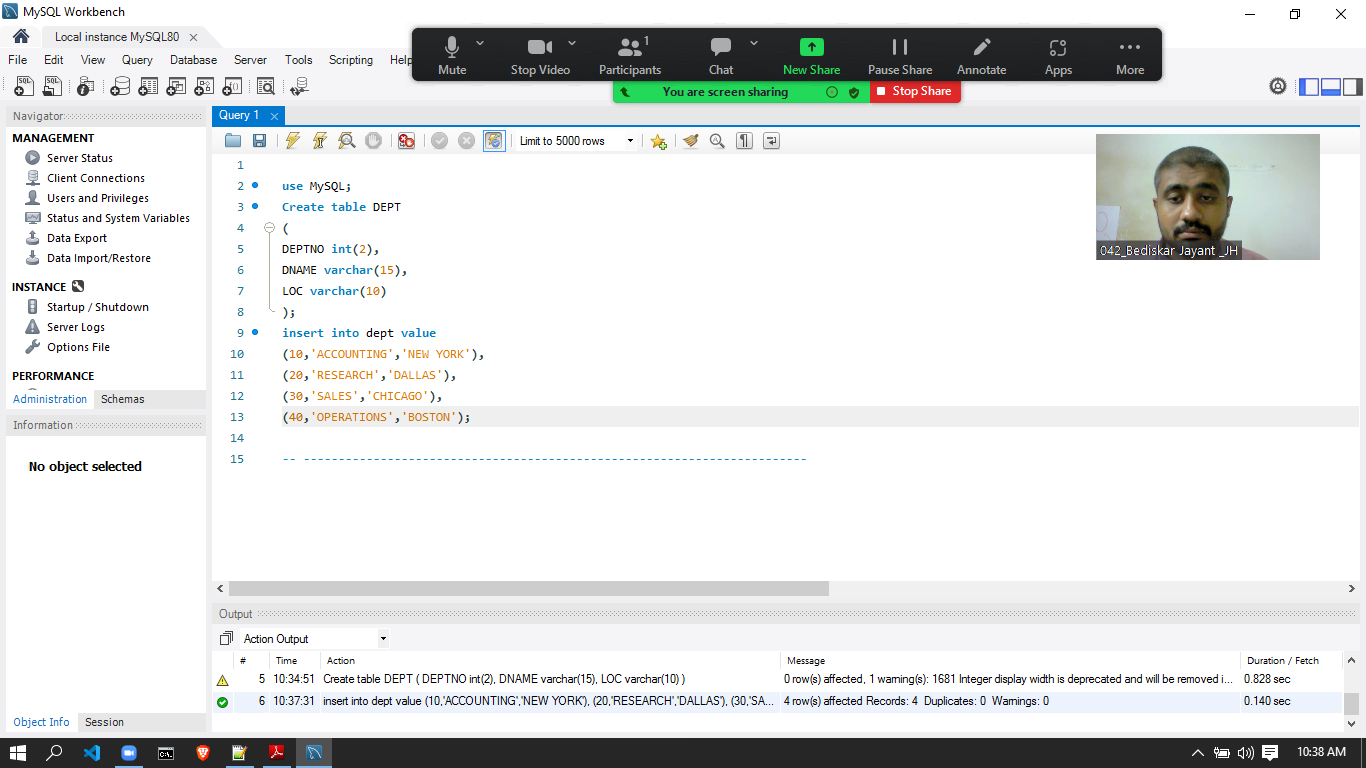 MySQL Workbench
Local instance MySQL80
File Edit View Query Database Server Tools Scripting Help
Mute Stop Video Participants 1 Chat New Share Pause Share Annotate Apps More
You are screen sharing Stop Share
Navigator
MANAGEMENT
Server Status
Client Connections
Users and Privileges
Status and System Variables
Data Export
Data Import/Restore
INSTANCE
Startup / Shutdown
Server Logs
Options File
PERFORMANCE
Administration Schemas
Information
No object selected
Object Info Session
Query 1
Limit to 5000 rows
1
2 use MySQL;
3 Create table DEPT
4 (
5 DEPTNO int(2),
6 DNAME varchar(15),
7 LOC varchar(10)
8 );
9 insert into dept value
10 (10,'ACCOUNTING','NEW YORK'),
11 (20,'RESEARCH','DALLAS'),
12 (30,'SALES','CHICAGO'),
13 (40,'OPERATIONS','BOSTON');
14
15 -- ------------------------------------------------------------------------
042_Bediskar Jayant _JH
Output
Action Output
# Time Action Message Duration / Fetch
5 10:34:51 Create table DEPT ( DEPTNO int(2), DNAME varchar(15), LOC varchar(10) ) 0 row(s) affected, 1 warning(s): 1681 Integer display width is deprecated and will be removed i... 0.828 sec
6 10:37:31 insert into dept value (10,'ACCOUNTING','NEW YORK'), (20,'RESEARCH','DALLAS'), (30,'SA... 4 row(s) affected Records: 4 Duplicates: 0 Warnings: 0 0.140 sec
10:38 AM